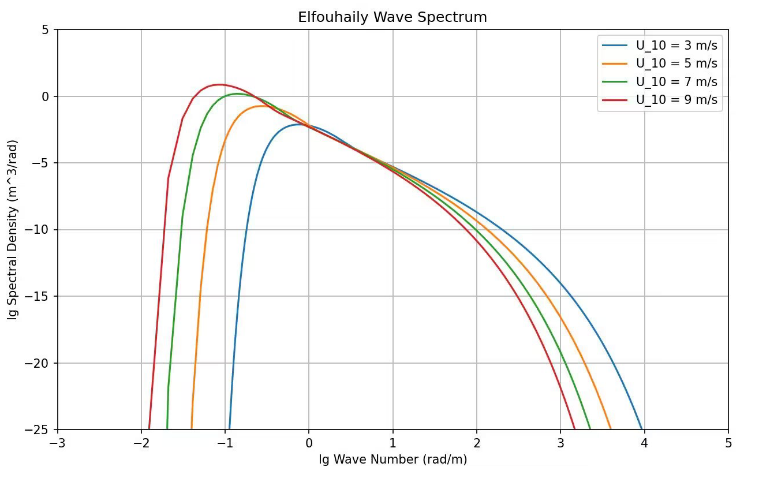 Elfouhaily Wave Spectrum
U_10 = 3 m/s
U_10 = 5 m/s
U_10 = 7 m/s
U_10 = 9 m/s
lg Spectral Density (m^3/rad)
5
0
−5
−10
−15
−20
−25
−3 −2 −1 0 1 2 3 4 5
lg Wave Number (rad/m)